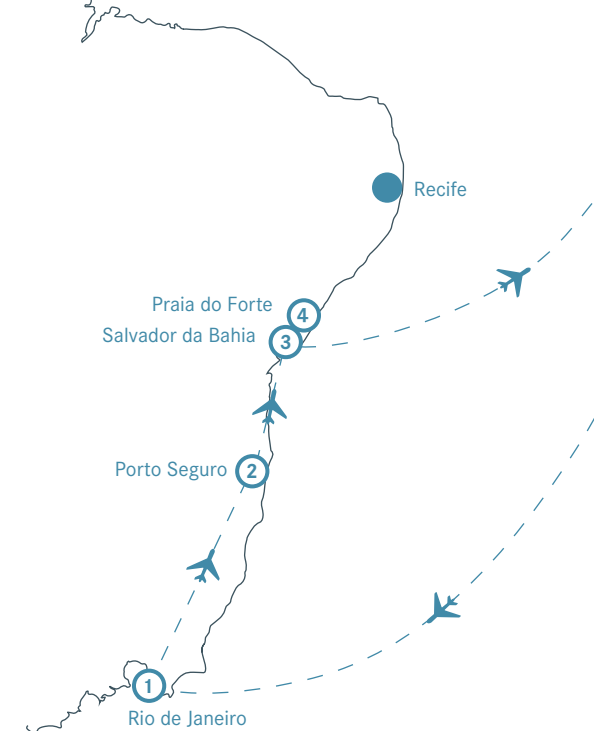 Recife
Praia do Forte
4
Salvador da Bahia
3
Porto Seguro
2
1
Rio de Janeiro